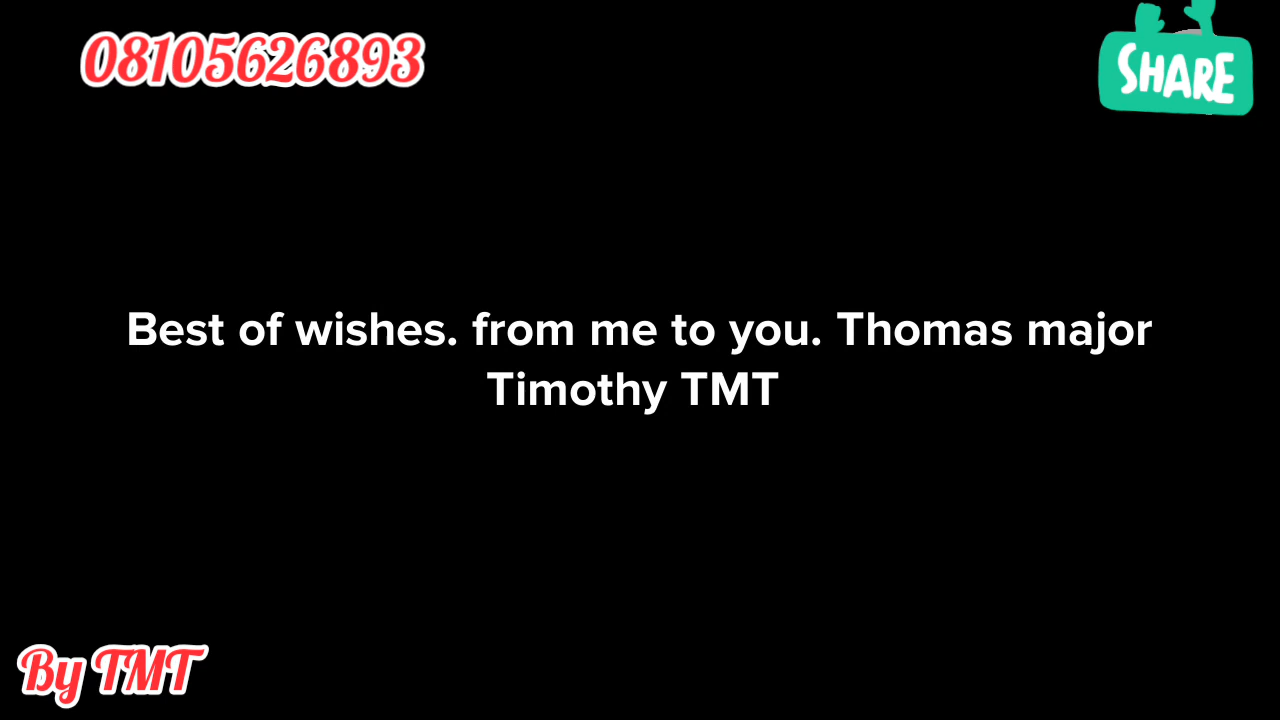 08105626893
SHARE
Best of wishes. from me to you. Thomas major
Timothy TMT
By TMT